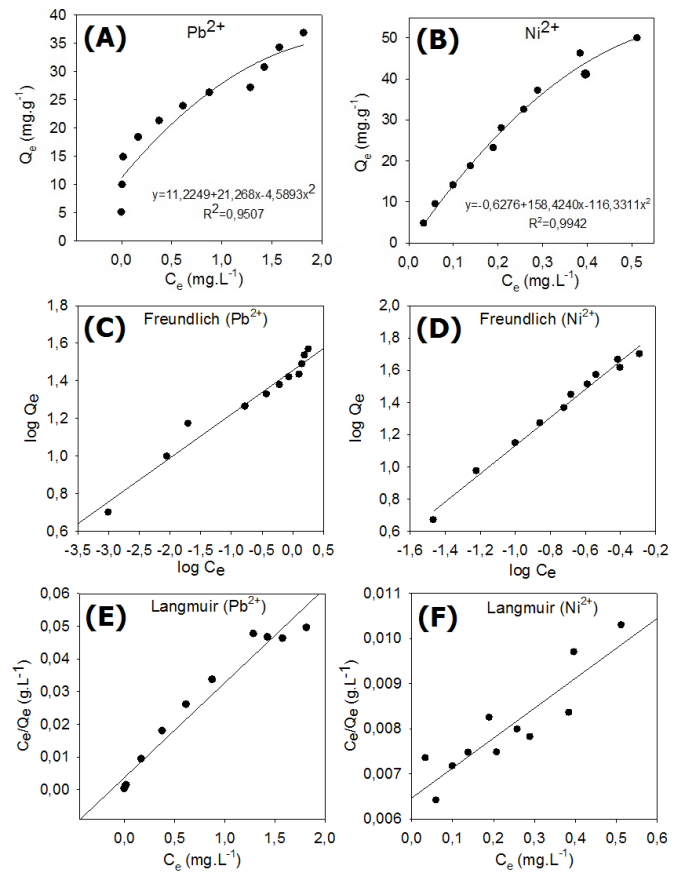 (A)
Pb²⁺
40
35
30
25
20
15
10
5
0
Qₑ (mg.g⁻¹)
y=11,2249+21,268x-4,5893x²
R²=0,9507
0,0 0,5 1,0 1,5 2,0
Cₑ (mg.L⁻¹)
(B)
Ni²⁺
50
40
30
20
10
0
Qₑ (mg.g⁻¹)
y=-0,6276+158,4240x-116,3311x²
R²=0,9942
0,0 0,1 0,2 0,3 0,4 0,5
Cₑ (mg.L⁻¹)
(C)
Freundlich (Pb²⁺)
1,8
1,6
1,4
1,2
1,0
0,8
0,6
log Qe
-3,5 -3,0 -2,5 -2,0 -1,5 -1,0 -0,5 0,0 0,5
log Ce
(D)
Freundlich (Ni²⁺)
2,0
1,8
1,6
1,4
1,2
1,0
0,8
0,6
log Qe
-1,6 -1,4 -1,2 -1,0 -0,8 -0,6 -0,4 -0,2
log Ce
(E)
Langmuir (Pb²⁺)
0,06
0,05
0,04
0,03
0,02
0,01
0,00
Ce/Qe (g.L⁻¹)
0,0 0,5 1,0 1,5 2,0
Cₑ (mg.L⁻¹)
(F)
Langmuir (Ni²⁺)
0,011
0,010
0,009
0,008
0,007
0,006
Ce/Qe (g.L⁻¹)
0,0 0,1 0,2 0,3 0,4 0,5 0,6
Cₑ (mg.L⁻¹)